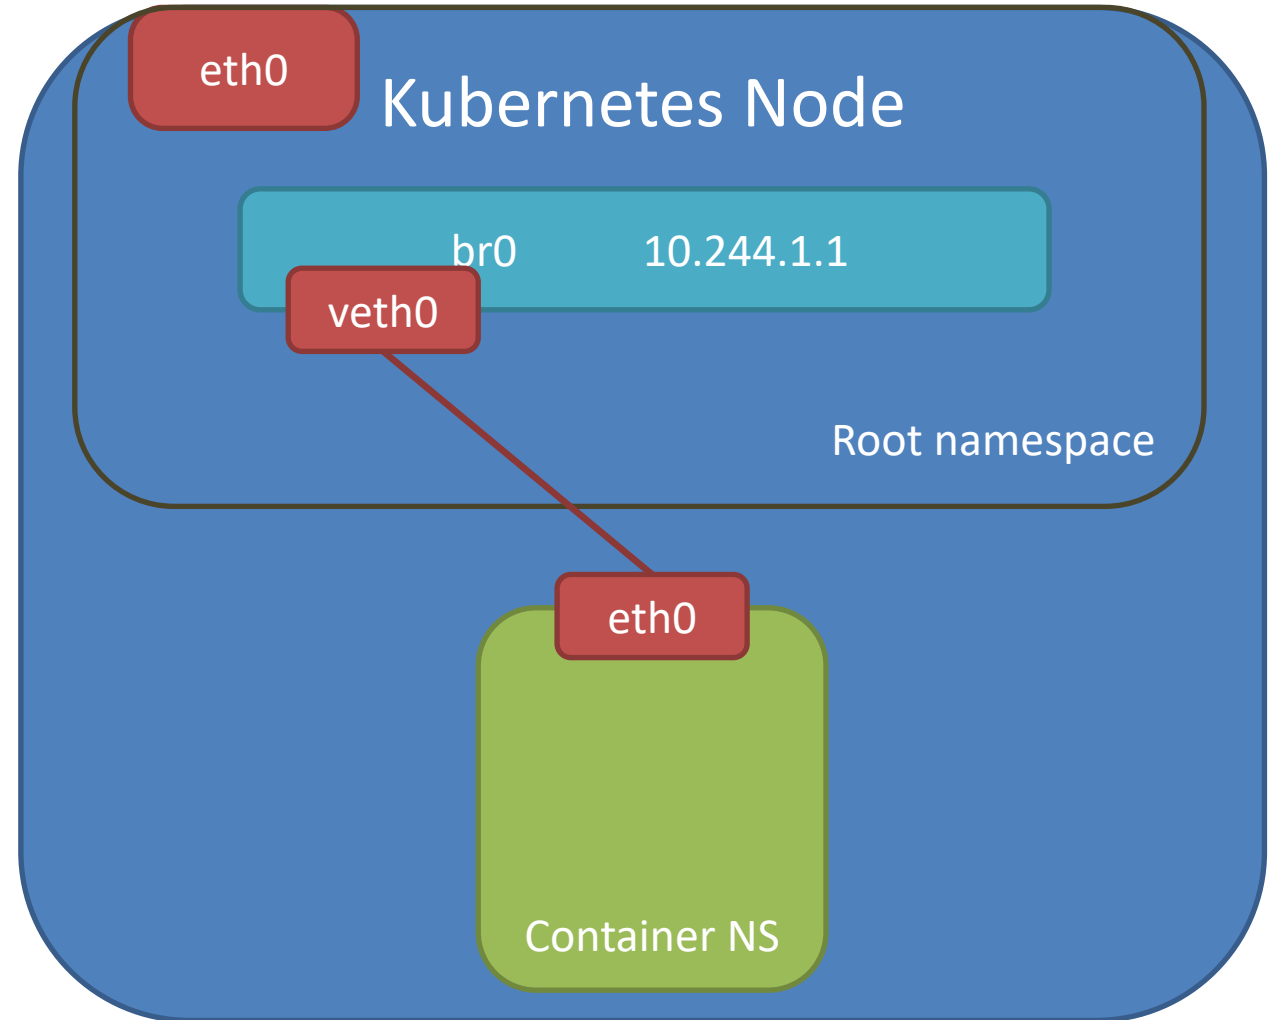 eth0
Kubernetes Node
br0 10.244.1.1
veth0
Root namespace
eth0
Container NS